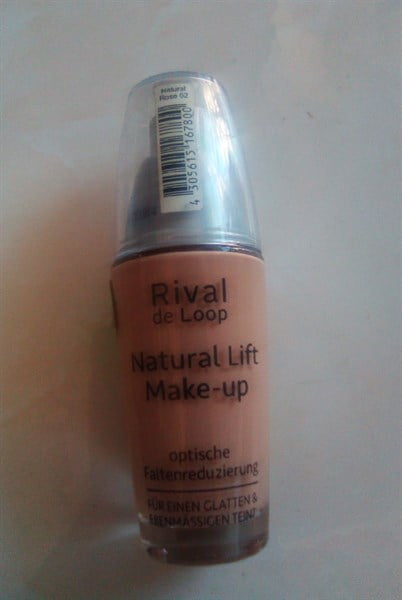 Natural
Rose 02
4 305613 167800
Rival
de Loop
Natural Lift
Make-up
optische
Faltenreduzierung
FÜR EINEN GLATTEN &
EBENMÄSSIGEN TEINT